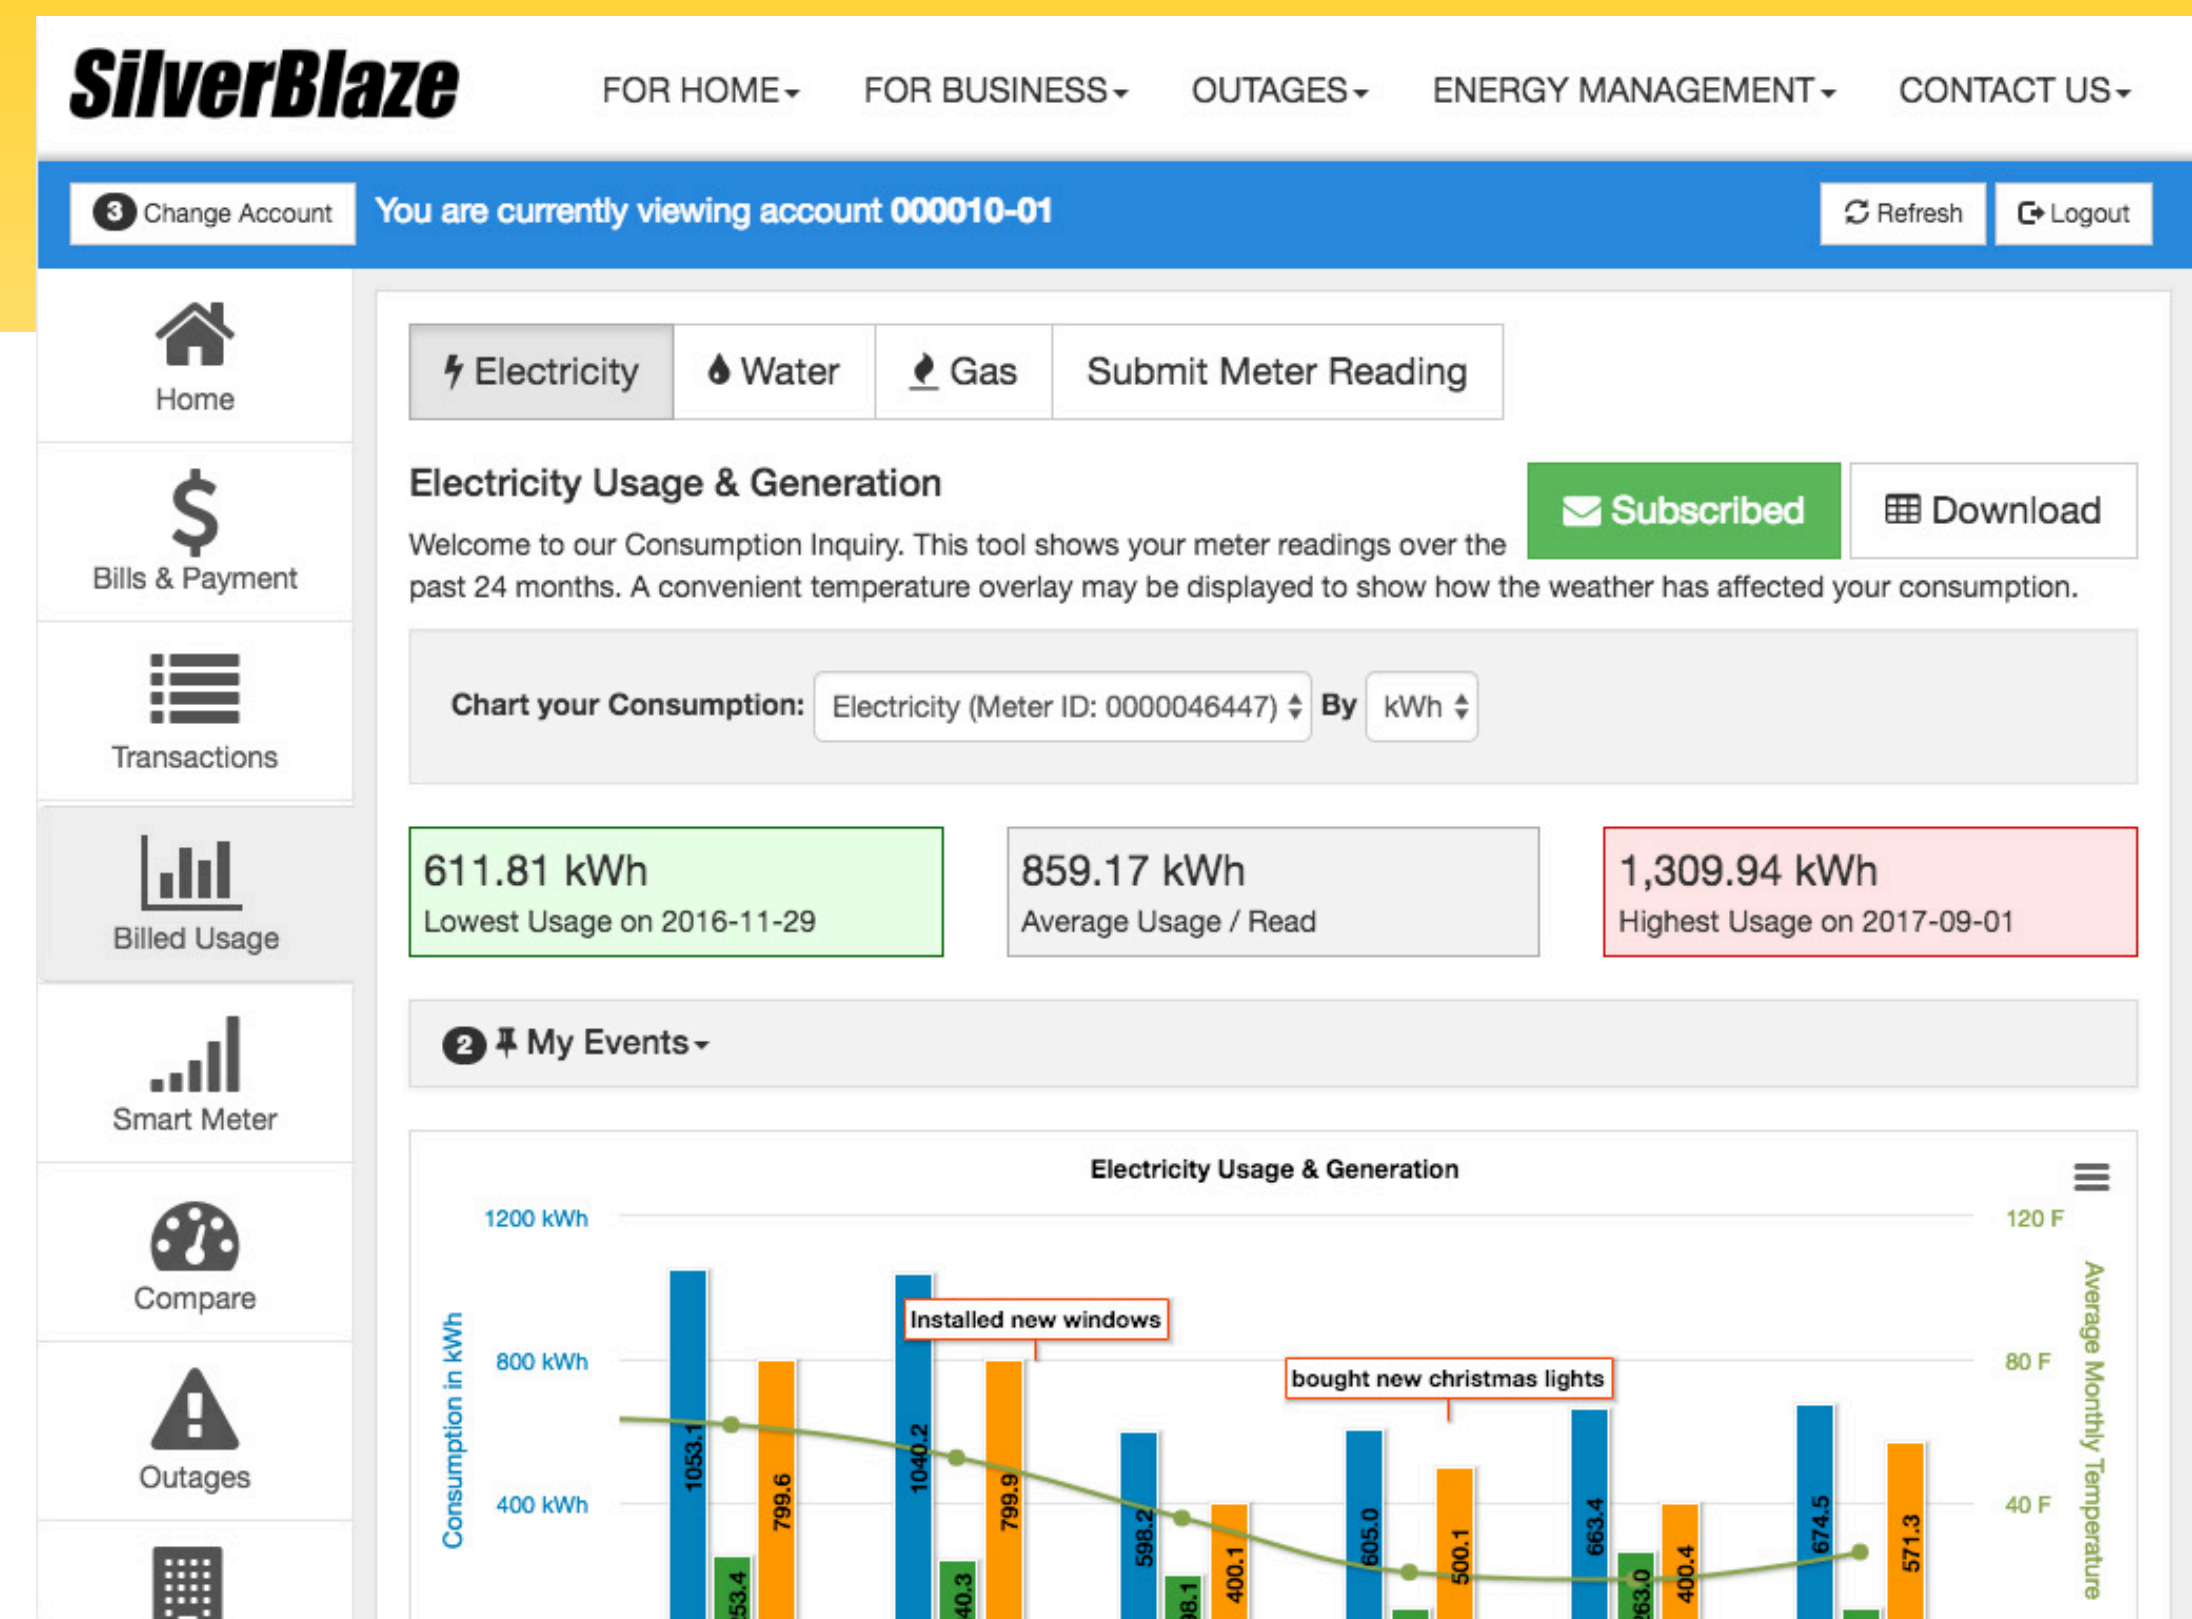 SilverBlaze
FOR HOME
FOR BUSINESS
OUTAGES
ENERGY MANAGEMENT
CONTACT US
3 Change Account
You are currently viewing account 000010-01
Refresh
Logout
Home
Bills & Payment
Transactions
Billed Usage
Smart Meter
Compare
Outages
Electricity
Water
Gas
Submit Meter Reading
Electricity Usage & Generation
Subscribed
Download
Welcome to our Consumption Inquiry. This tool shows your meter readings over the
past 24 months. A convenient temperature overlay may be displayed to show how the weather has affected your consumption.
Chart your Consumption: Electricity (Meter ID: 0000046447) By kWh
611.81 kWh
Lowest Usage on 2016-11-29
859.17 kWh
Average Usage / Read
1,309.94 kWh
Highest Usage on 2017-09-01
2 My Events
Electricity Usage & Generation
1200 kWh
800 kWh
400 kWh
Consumption in kWh
120 F
80 F
40 F
Average Monthly Temperature
Installed new windows
bought new christmas lights
1053.1
799.6
1040.2
799.9
598.2
400.1
605.0
500.1
663.4
263.0
400.4
674.5
571.3